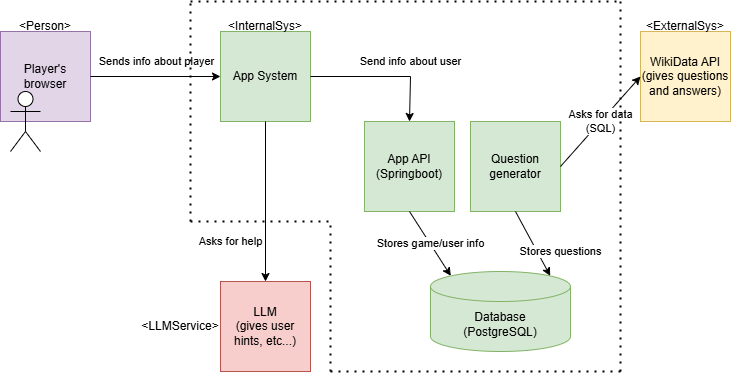 <Person>
<InternalSys>
<ExternalSys>
Player's
browser
Sends info about player
App System
Send info about user
WikiData API
(gives questions
and answers)
Asks for data
(SQL)
App API
(Springboot)
Question
generator
Asks for help
Stores game/user info
Stores questions
<LLMService>
LLM
(gives user
hints, etc...)
Database
(PostgreSQL)